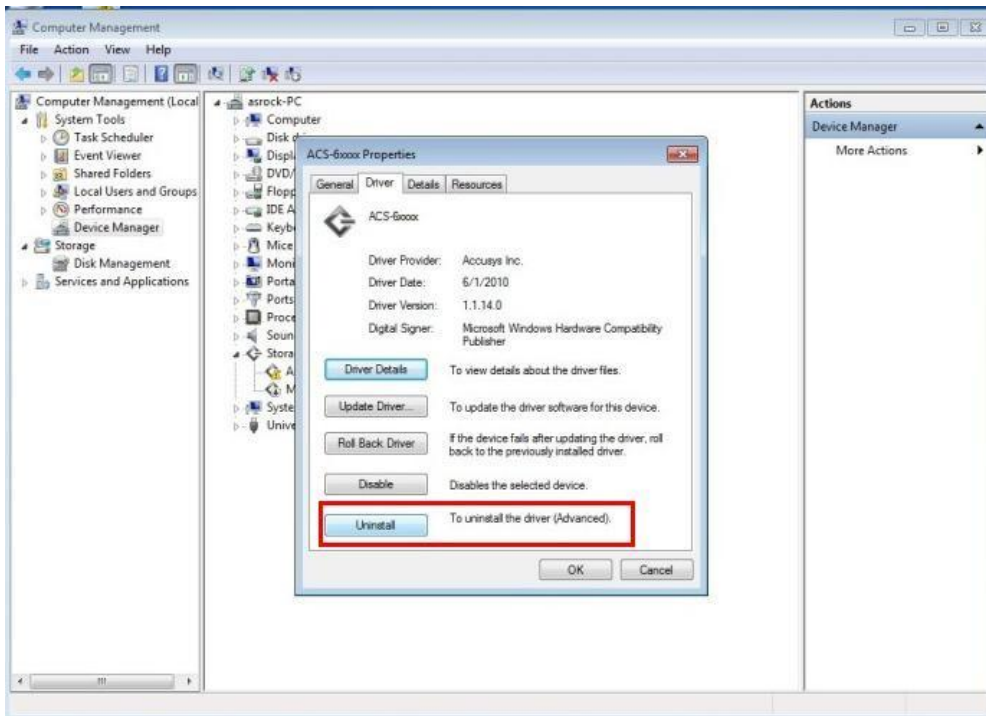 Computer Management
File Action View Help
Computer Management (Local
System Tools
Task Scheduler
Event Viewer
Shared Folders
Local Users and Groups
Performance
Device Manager
Storage
Disk Management
Services and Applications
asrock-PC
Computer
Disk d
Displ
DVD/
Flopp
IDE A
Keybo
Mice
Moni
Porta
Ports
Proce
Soun
Stora
A
M
Syste
Unive
ACS-6xxxx Properties
General Driver Details Resources
ACS-6xxxx
Driver Provider: Accusys Inc.
Driver Date: 6/1/2010
Driver Version: 1.1.14.0
Digital Signer: Microsoft Windows Hardware Compatibility
Publisher
Driver Details To view details about the driver files.
Update Driver... To update the driver software for this device.
Roll Back Driver If the device fails after updating the driver, roll
back to the previously installed driver.
Disable Disables the selected device.
Uninstall To uninstall the driver (Advanced).
OK Cancel
Actions
Device Manager
More Actions